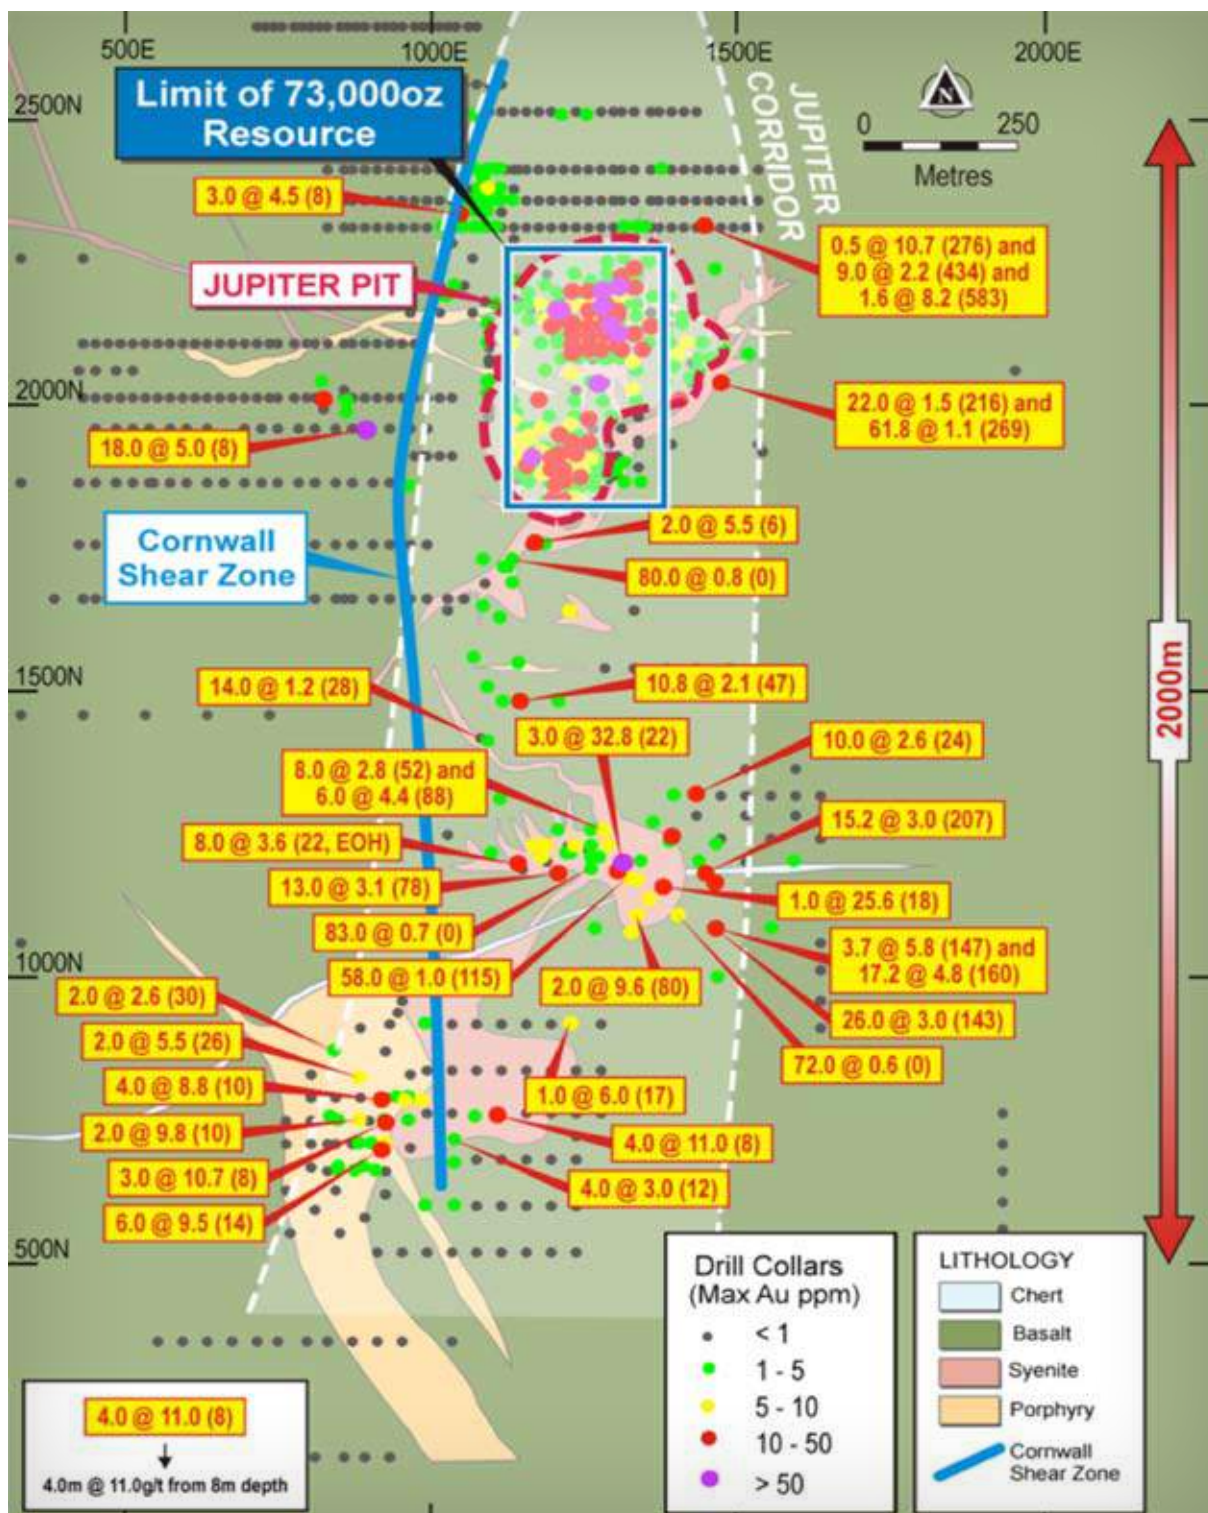 500E
1000E
1500E
2000E
2500N
2000N
1500N
1000N
500N
Limit of 73,000oz
Resource
JUPITER
CORRIDOR
N
0
250
Metres
3.0 @ 4.5 (8)
0.5 @ 10.7 (276) and
9.0 @ 2.2 (434) and
1.6 @ 8.2 (583)
JUPITER PIT
22.0 @ 1.5 (216) and
61.8 @ 1.1 (269)
18.0 @ 5.0 (8)
2.0 @ 5.5 (6)
Cornwall
Shear Zone
80.0 @ 0.8 (0)
2000m
14.0 @ 1.2 (28)
10.8 @ 2.1 (47)
3.0 @ 32.8 (22)
10.0 @ 2.6 (24)
8.0 @ 2.8 (52) and
6.0 @ 4.4 (88)
15.2 @ 3.0 (207)
8.0 @ 3.6 (22, EOH)
13.0 @ 3.1 (78)
1.0 @ 25.6 (18)
83.0 @ 0.7 (0)
3.7 @ 5.8 (147) and
17.2 @ 4.8 (160)
58.0 @ 1.0 (115)
2.0 @ 9.6 (80)
2.0 @ 2.6 (30)
26.0 @ 3.0 (143)
2.0 @ 5.5 (26)
72.0 @ 0.6 (0)
4.0 @ 8.8 (10)
1.0 @ 6.0 (17)
2.0 @ 9.8 (10)
4.0 @ 11.0 (8)
3.0 @ 10.7 (8)
4.0 @ 3.0 (12)
6.0 @ 9.5 (14)
Drill Collars
(Max Au ppm)
< 1
1 - 5
5 - 10
10 - 50
> 50
LITHOLOGY
Chert
Basalt
Syenite
Porphyry
Cornwall
Shear Zone
4.0 @ 11.0 (8)
4.0m @ 11.0g/t from 8m depth